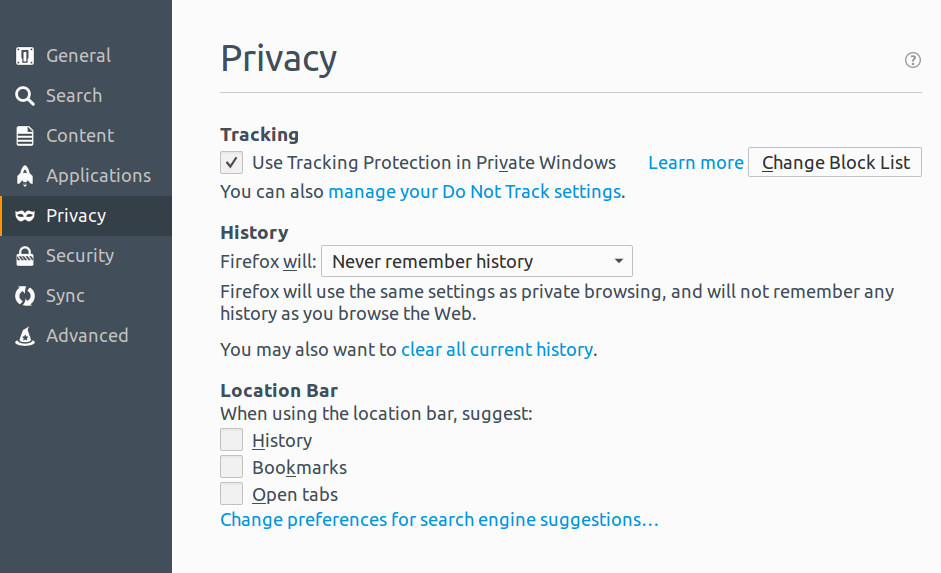 General
Search
Content
Applications
Privacy
Security
Sync
Advanced
Privacy
?
Tracking
Use Tracking Protection in Private Windows Learn more Change Block List
You can also manage your Do Not Track settings.
History
Firefox will: Never remember history
Firefox will use the same settings as private browsing, and will not remember any
history as you browse the Web.
You may also want to clear all current history.
Location Bar
When using the location bar, suggest:
History
Bookmarks
Open tabs
Change preferences for search engine suggestions…